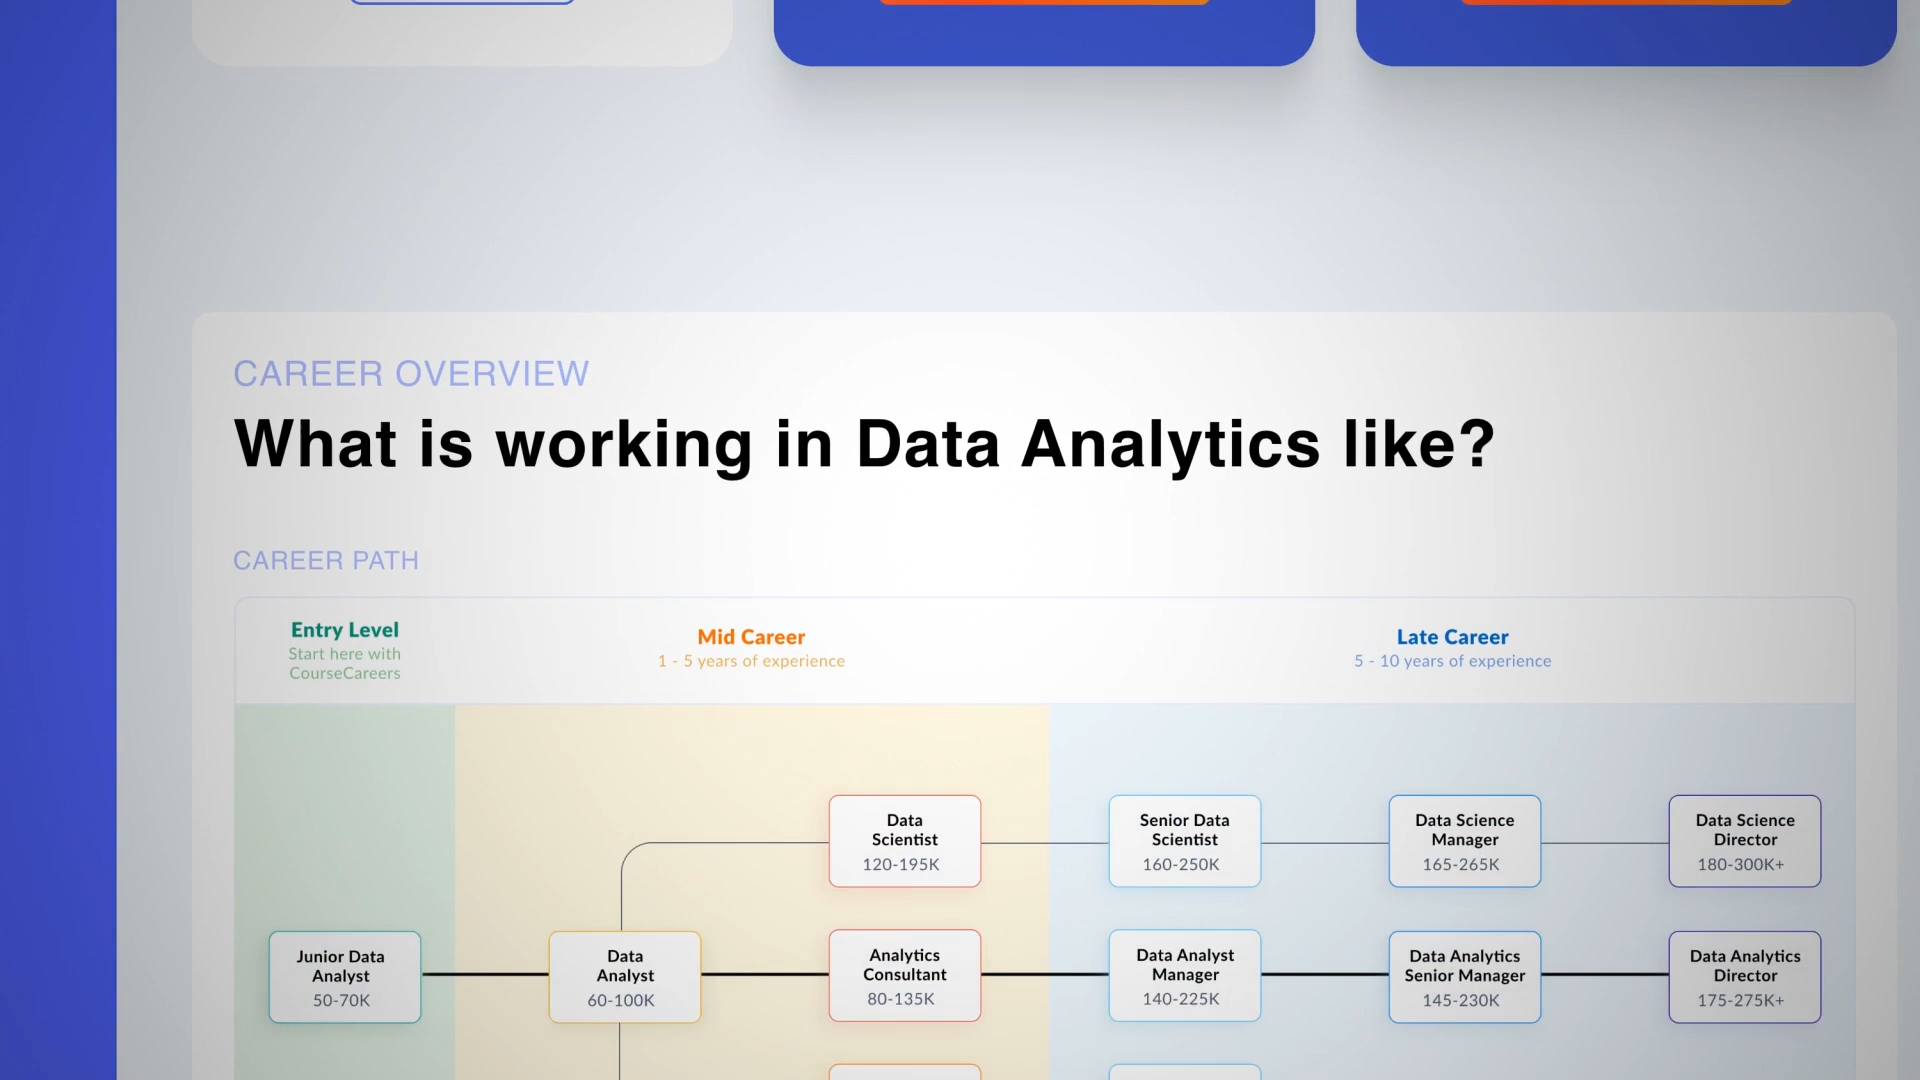 CAREER OVERVIEW
What is working in Data Analytics like?
CAREER PATH
Entry Level
Start here with
CourseCareers
Mid Career
1 - 5 years of experience
Late Career
5 - 10 years of experience
Data
Scientist
120-195K
Senior Data
Scientist
160-250K
Data Science
Manager
165-265K
Data Science
Director
180-300K+
Junior Data
Analyst
50-70K
Data
Analyst
60-100K
Analytics
Consultant
80-135K
Data Analyst
Manager
140-225K
Data Analytics
Senior Manager
145-230K
Data Analytics
Director
175-275K+